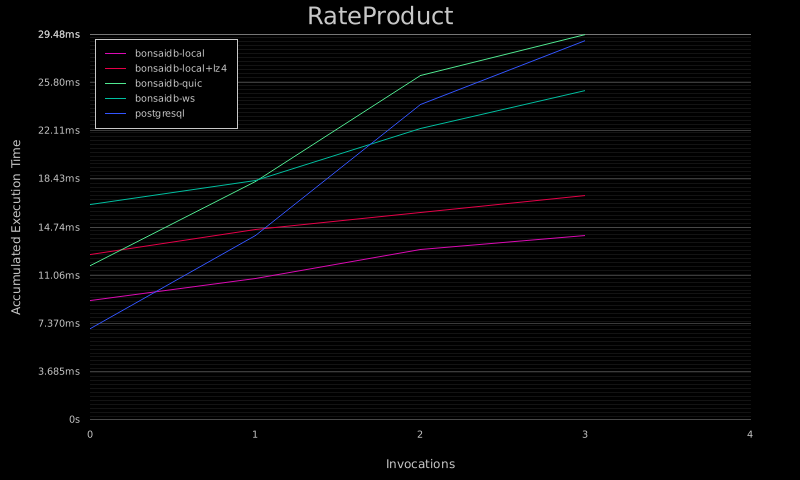 RateProduct
29.48ms
25.80ms
22.11ms
18.43ms
14.74ms
11.06ms
7.370ms
3.685ms
0s
bonsaidb-local
bonsaidb-local+lz4
bonsaidb-quic
bonsaidb-ws
postgresql
Accumulated Execution Time
0 1 2 3 4
Invocations